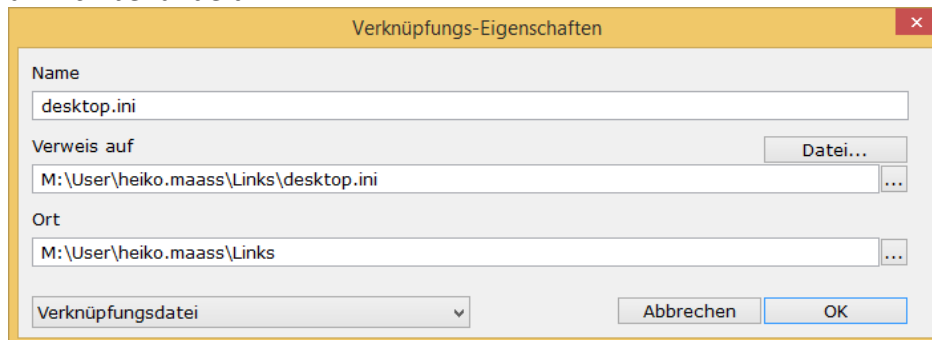 Verknüpfungs-Eigenschaften
Name
desktop.ini
Verweis auf
Datei...
M:\User\heiko.maass\Links\desktop.ini
...
Ort
M:\User\heiko.maass\Links
...
Verknüpfungsdatei
Abbrechen
OK